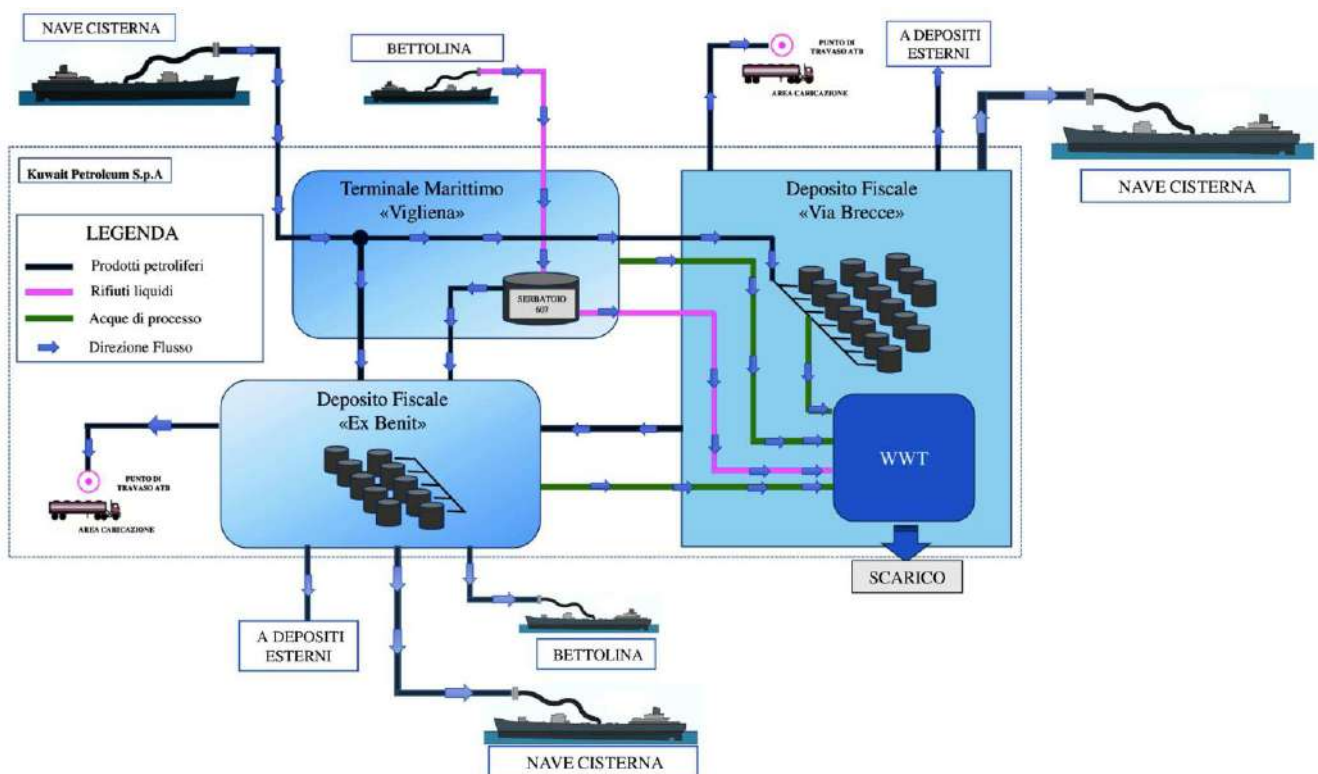 NAVE CISTERNA
BETTOLINA
PUNTO DI
TRAVASO ATB
AREA CARICAZIONE
A DEPOSITI
ESTERNI
NAVE CISTERNA
Kuwait Petroleum S.p.A
LEGENDA
Prodotti petroliferi
Rifiuti liquidi
Acque di processo
Direzione Flusso
Terminale Marittimo
«Vigliena»
SERBATOIO
607
Deposito Fiscale
«Via Brecce»
Deposito Fiscale
«Ex Benit»
WWT
PUNTO DI
TRAVASO ATB
AREA CARICAZIONE
SCARICO
A DEPOSITI
ESTERNI
BETTOLINA
NAVE CISTERNA